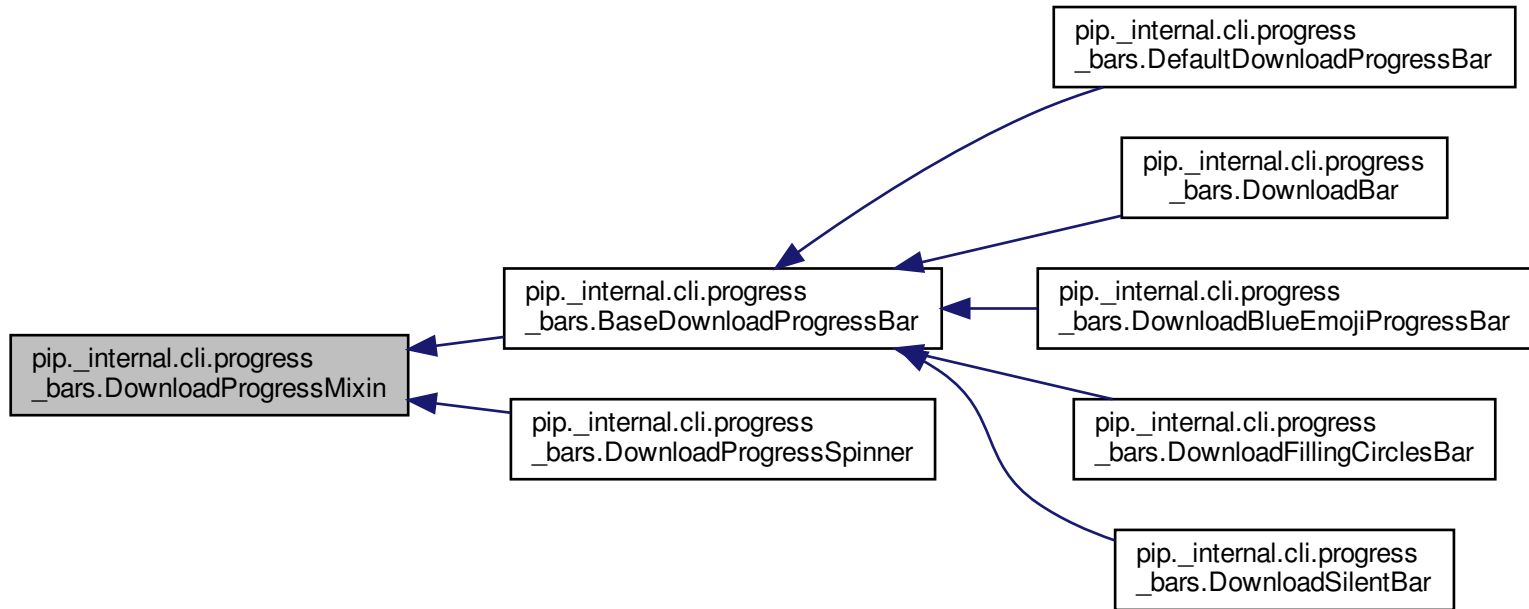 pip._internal.cli.progress
_bars.DefaultDownloadProgressBar
pip._internal.cli.progress
_bars.DownloadBar
pip._internal.cli.progress
_bars.BaseDownloadProgressBar
pip._internal.cli.progress
_bars.DownloadBlueEmojiProgressBar
pip._internal.cli.progress
_bars.DownloadProgressMixin
pip._internal.cli.progress
_bars.DownloadProgressSpinner
pip._internal.cli.progress
_bars.DownloadFillingCirclesBar
pip._internal.cli.progress
_bars.DownloadSilentBar